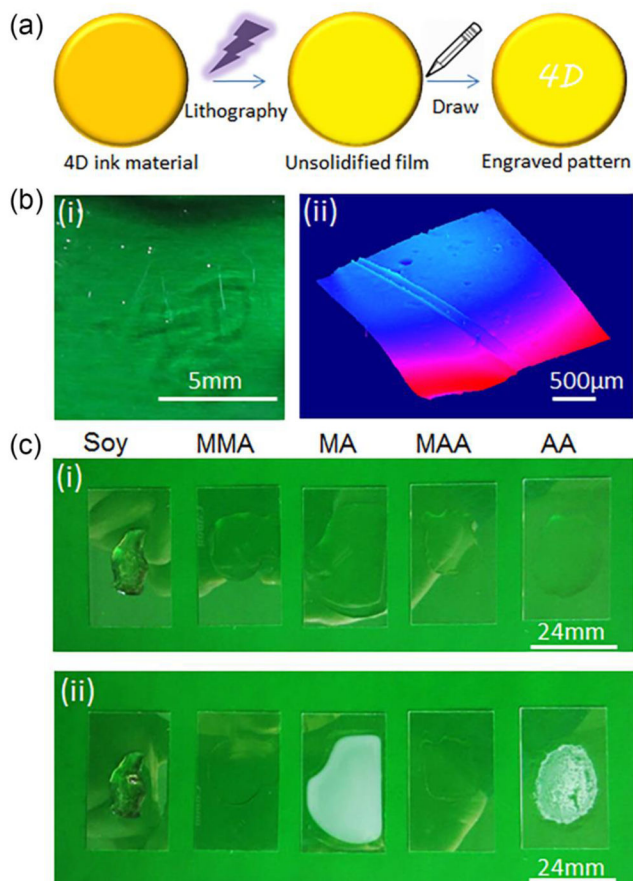 (a)
4D
Lithography
Draw
4D ink material
Unsolidified film
Engraved pattern
(b)
(i)
5mm
(ii)
500μm
(c)
Soy MMA MA MAA AA
(i)
24mm
(ii)
24mm